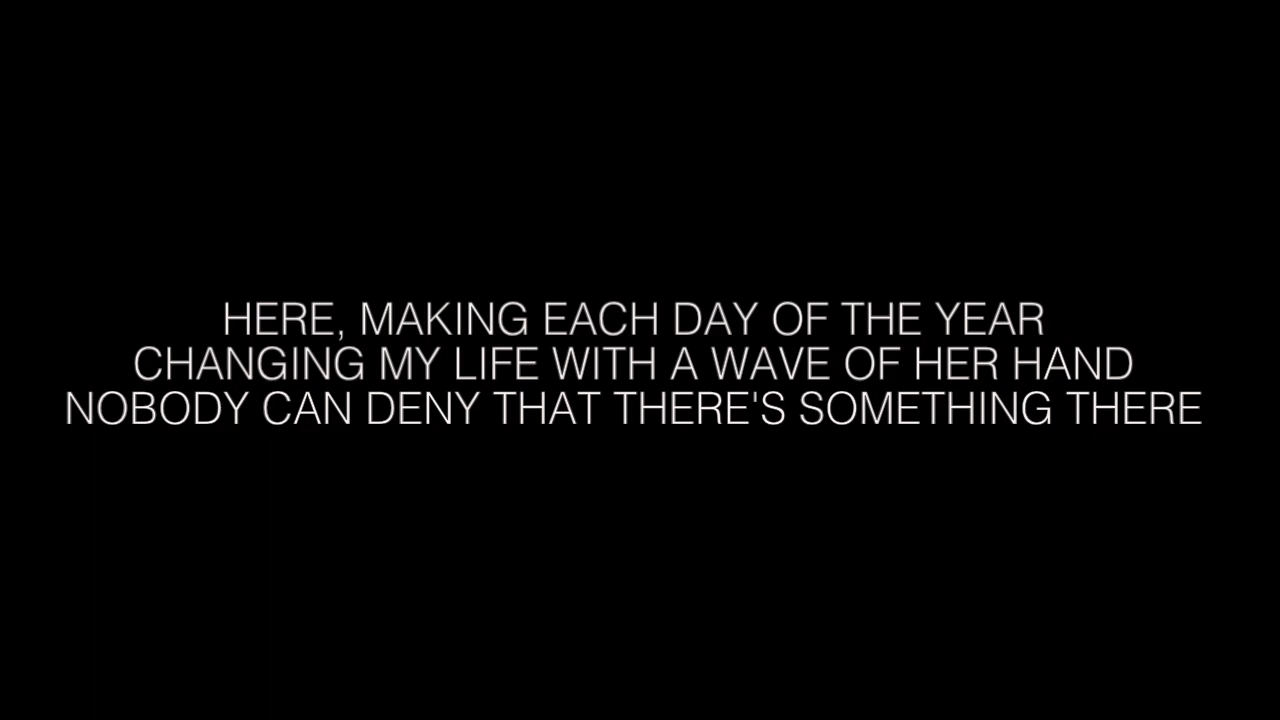 HERE, MAKING EACH DAY OF THE YEAR
CHANGING MY LIFE WITH A WAVE OF HER HAND
NOBODY CAN DENY THAT THERE'S SOMETHING THERE